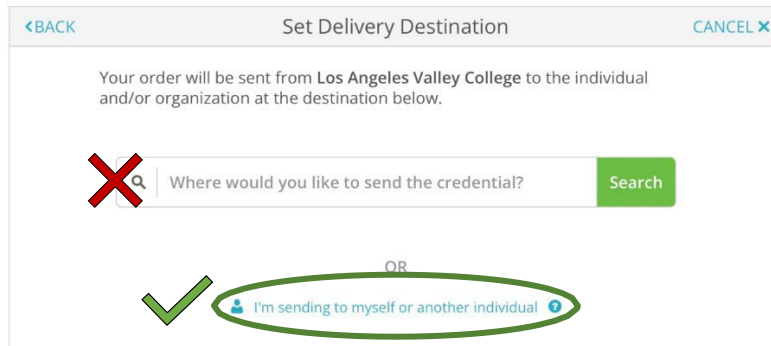 BACK Set Delivery Destination CANCEL
Your order will be sent from Los Angeles Valley College to the individual
and/or organization at the destination below.
Where would you like to send the credential? Search
OR
I'm sending to myself or another individual ?